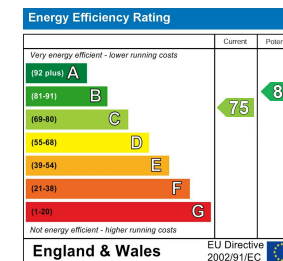 Energy Efficiency Rating
Current
Very energy efficient - lower running costs
(92 plus) A
(81-91) B
(69-80) C
75
(55-68) D
(39-54) E
(21-38) F
(1-20) G
Not energy efficient - higher running costs
England & Wales
EU Directive
2002/91/EC